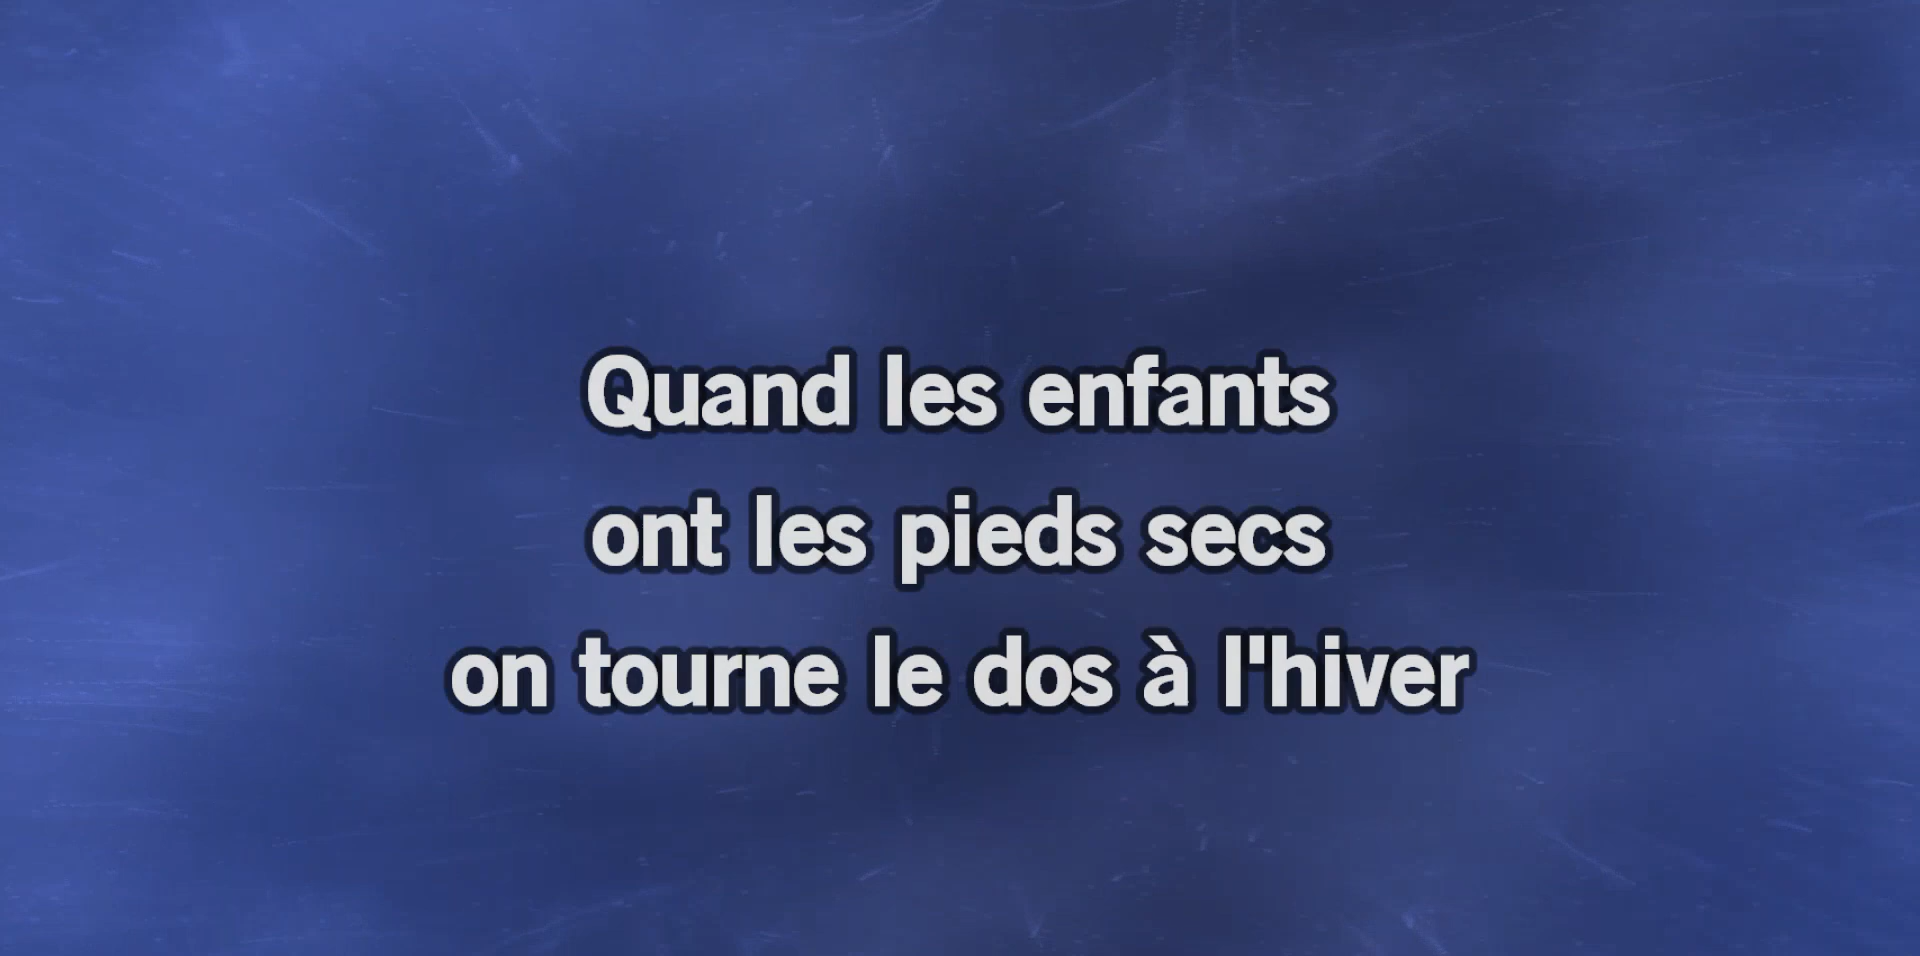 Quand les enfants
ont les pieds secs
on tourne le dos à l'hiver